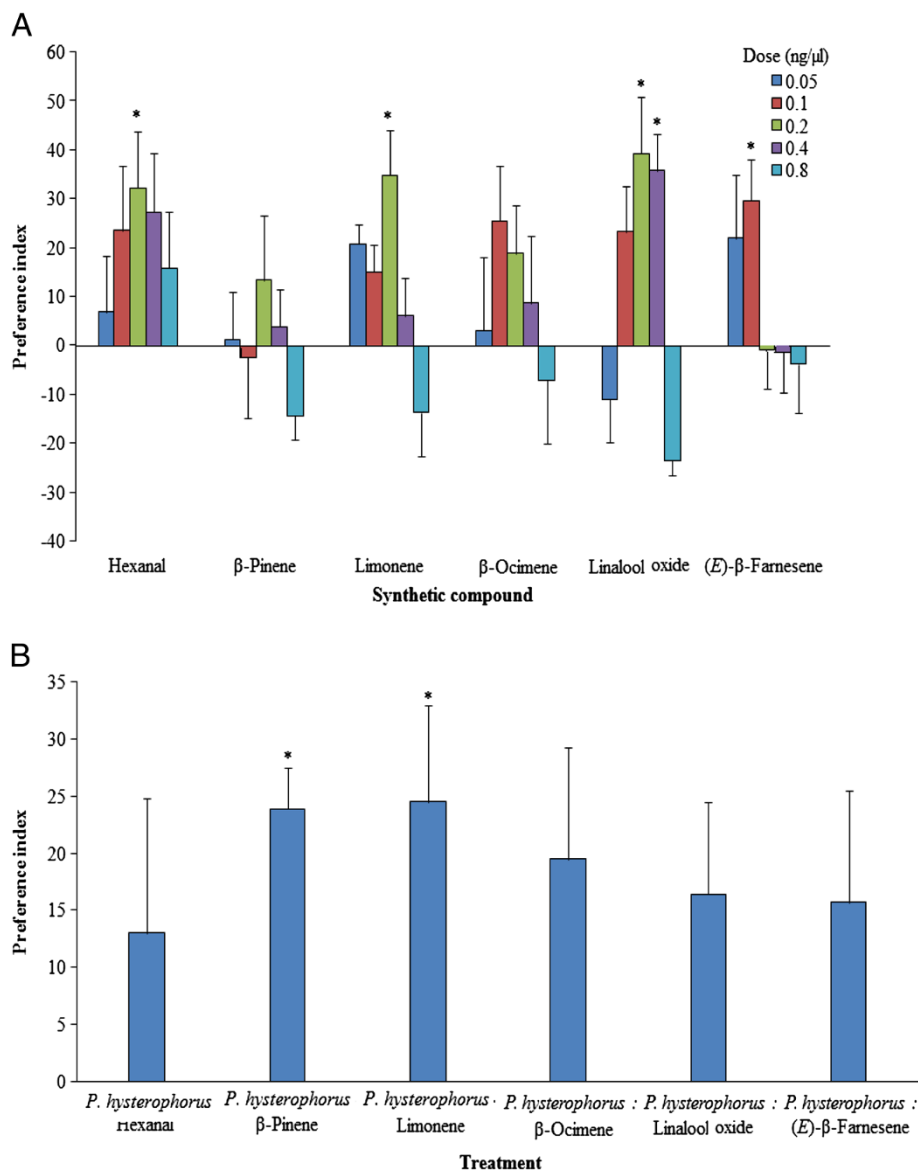 A
60
50
40
30
20
10
0
-10
-20
-30
-40
Preference index
Dose (ng/µl)
0.05
0.1
0.2
0.4
0.8
* * * * *
Hexanal β-Pinene Limonene β-Ocimene Linalool oxide (E)-β-Farnesene
Synthetic compound
B
35
30
25
20
15
10
5
0
Preference index
* *
P. hysterophorus P. hysterophorus P. hysterophorus · P. hysterophorus : P. hysterophorus : P. hysterophorus :
Hexanal β-Pinene Limonene β-Ocimene Linalool oxide (E)-β-Farnesene
Treatment